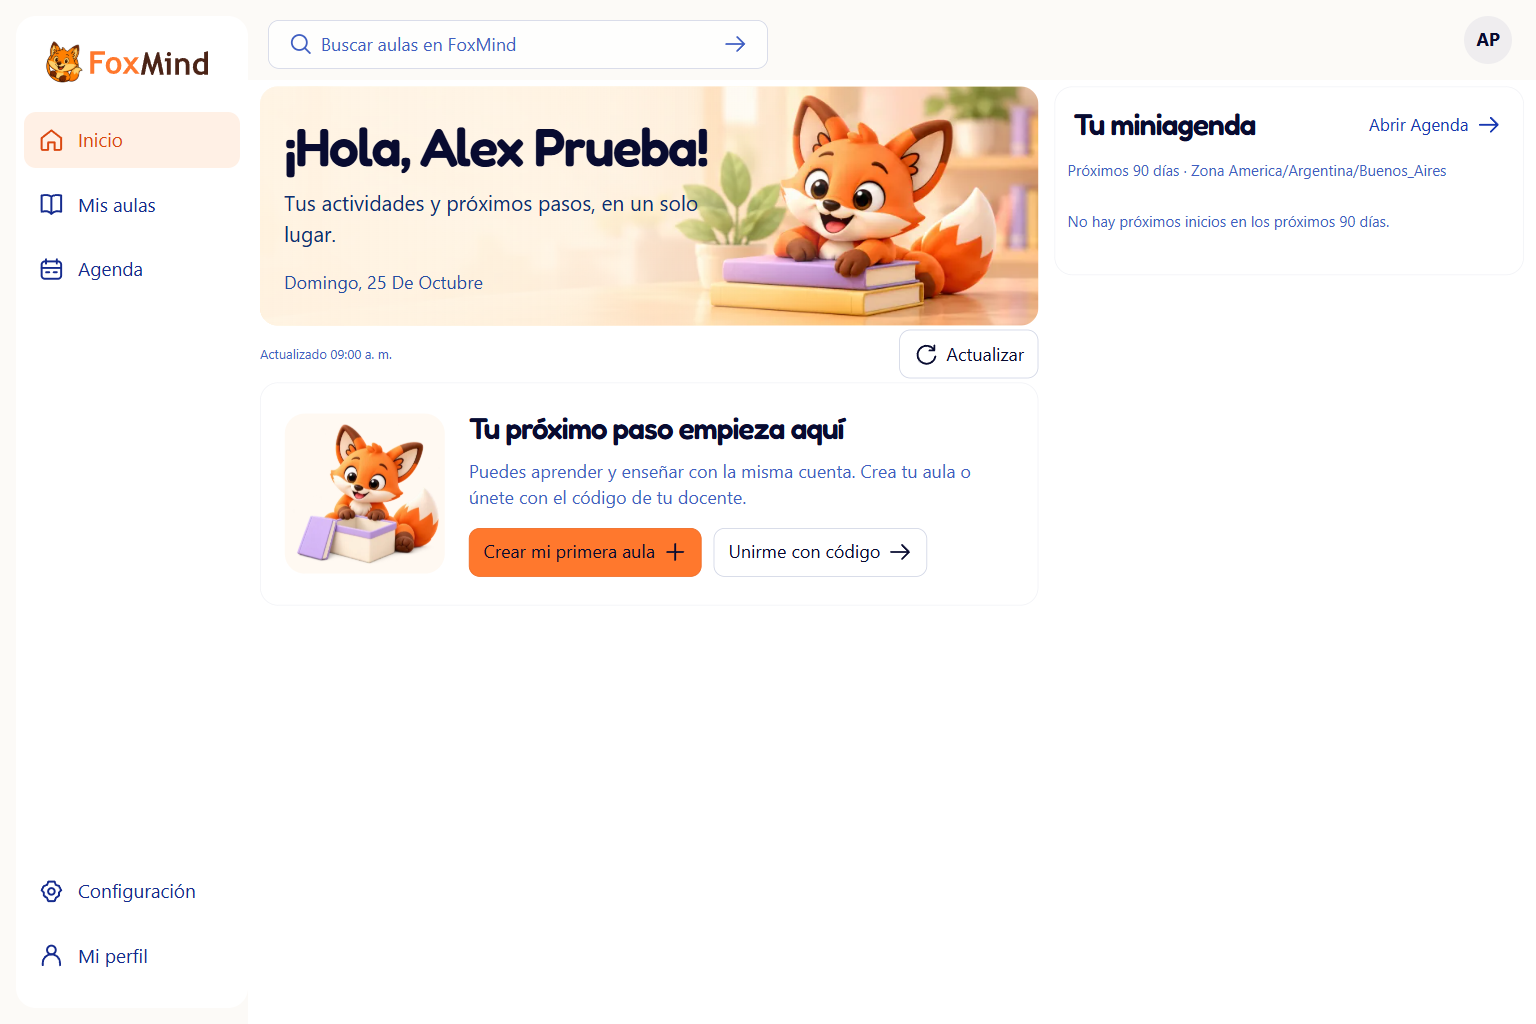 FoxMind
Inicio
Mis aulas
Agenda
Configuración
Mi perfil
Buscar aulas en FoxMind
AP
¡Hola, Alex Prueba!
Tus actividades y próximos pasos, en un solo
lugar.
Domingo, 25 De Octubre
Actualizado 09:00 a. m.
Actualizar
Tu próximo paso empieza aquí
Puedes aprender y enseñar con la misma cuenta. Crea tu aula o
únete con el código de tu docente.
Crear mi primera aula
Unirme con código
Tu miniagenda
Abrir Agenda
Próximos 90 días · Zona America/Argentina/Buenos_Aires
No hay próximos inicios en los próximos 90 días.